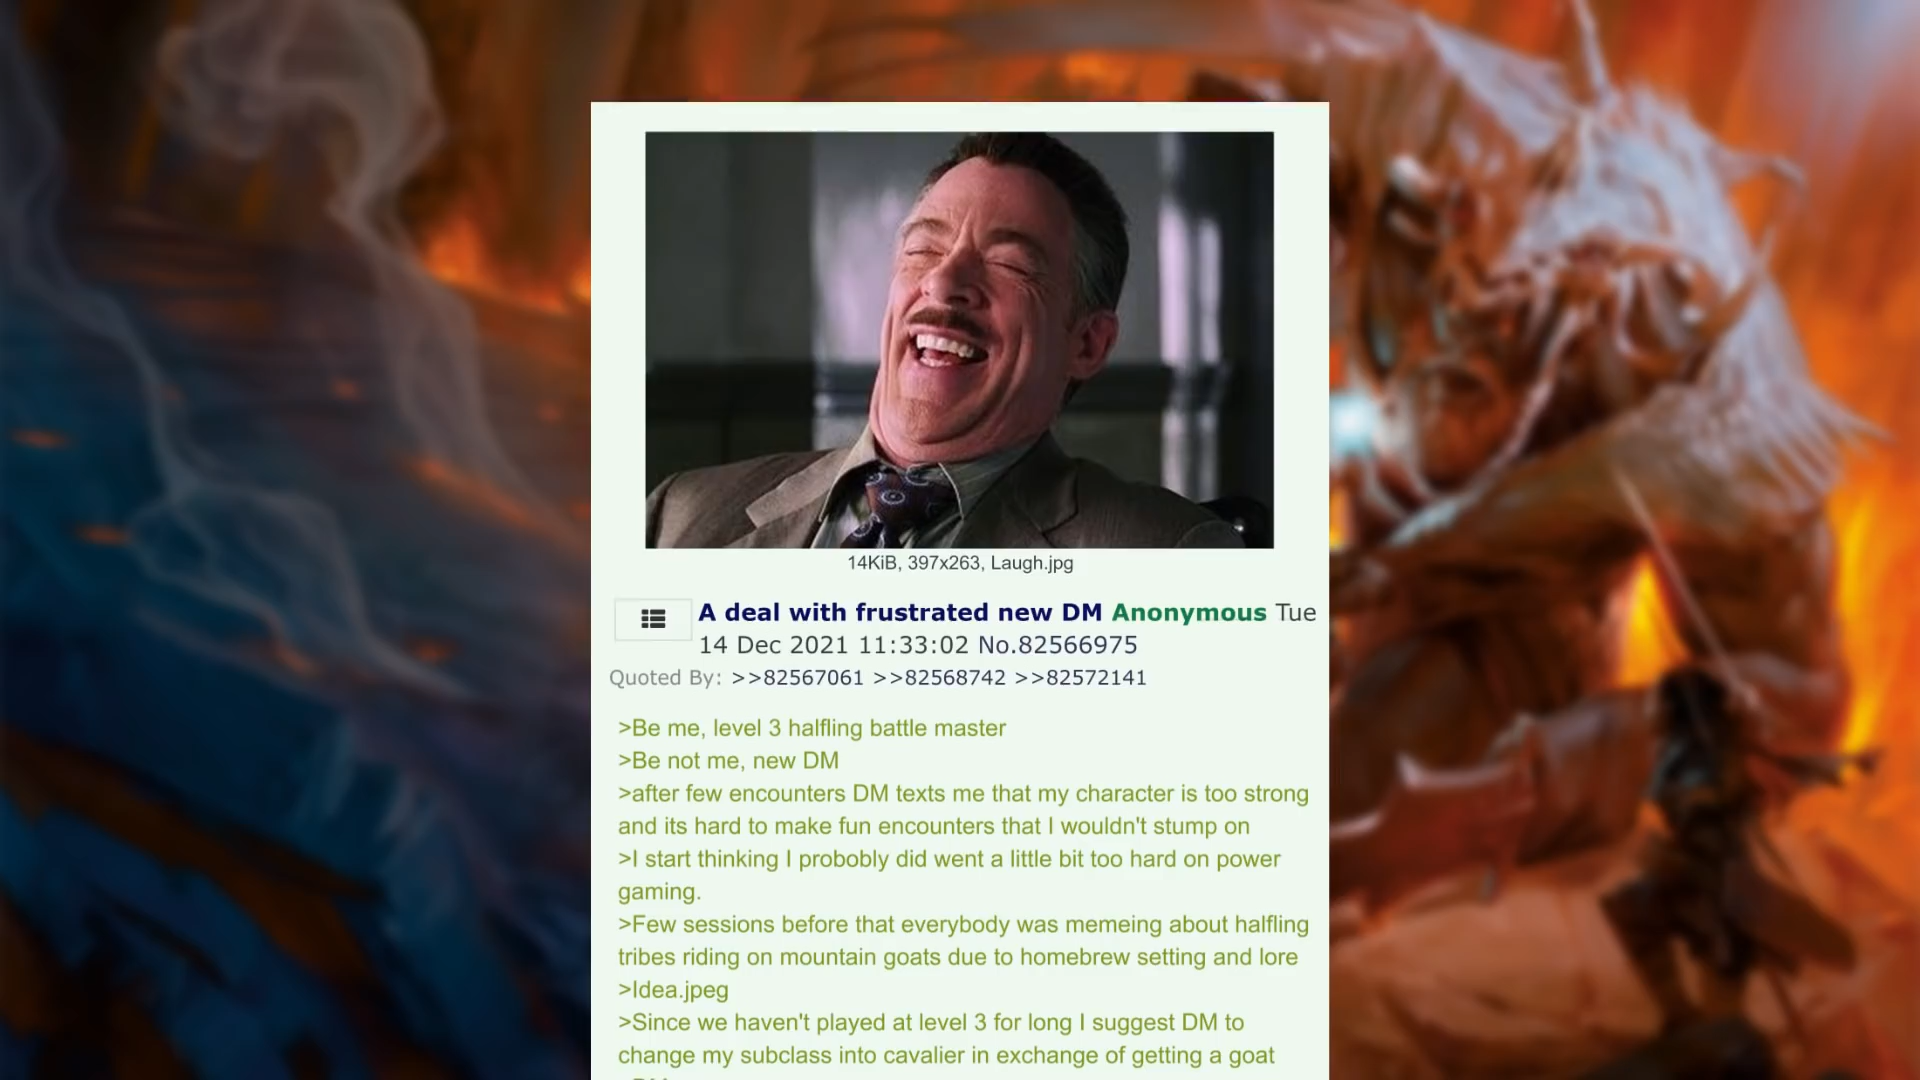 14KiB, 397x263, Laugh.jpg
A deal with frustrated new DM Anonymous Tue
14 Dec 2021 11:33:02 No.82566975
Quoted By: >>82567061 >>82568742 >>82572141
>Be me, level 3 halfling battle master
>Be not me, new DM
>after few encounters DM texts me that my character is too strong
and its hard to make fun encounters that I wouldn't stump on
>I start thinking I probobly did went a little bit too hard on power
gaming.
>Few sessions before that everybody was memeing about halfling
tribes riding on mountain goats due to homebrew setting and lore
>Idea.jpeg
>Since we haven't played at level 3 for long I suggest DM to
change my subclass into cavalier in exchange of getting a goat